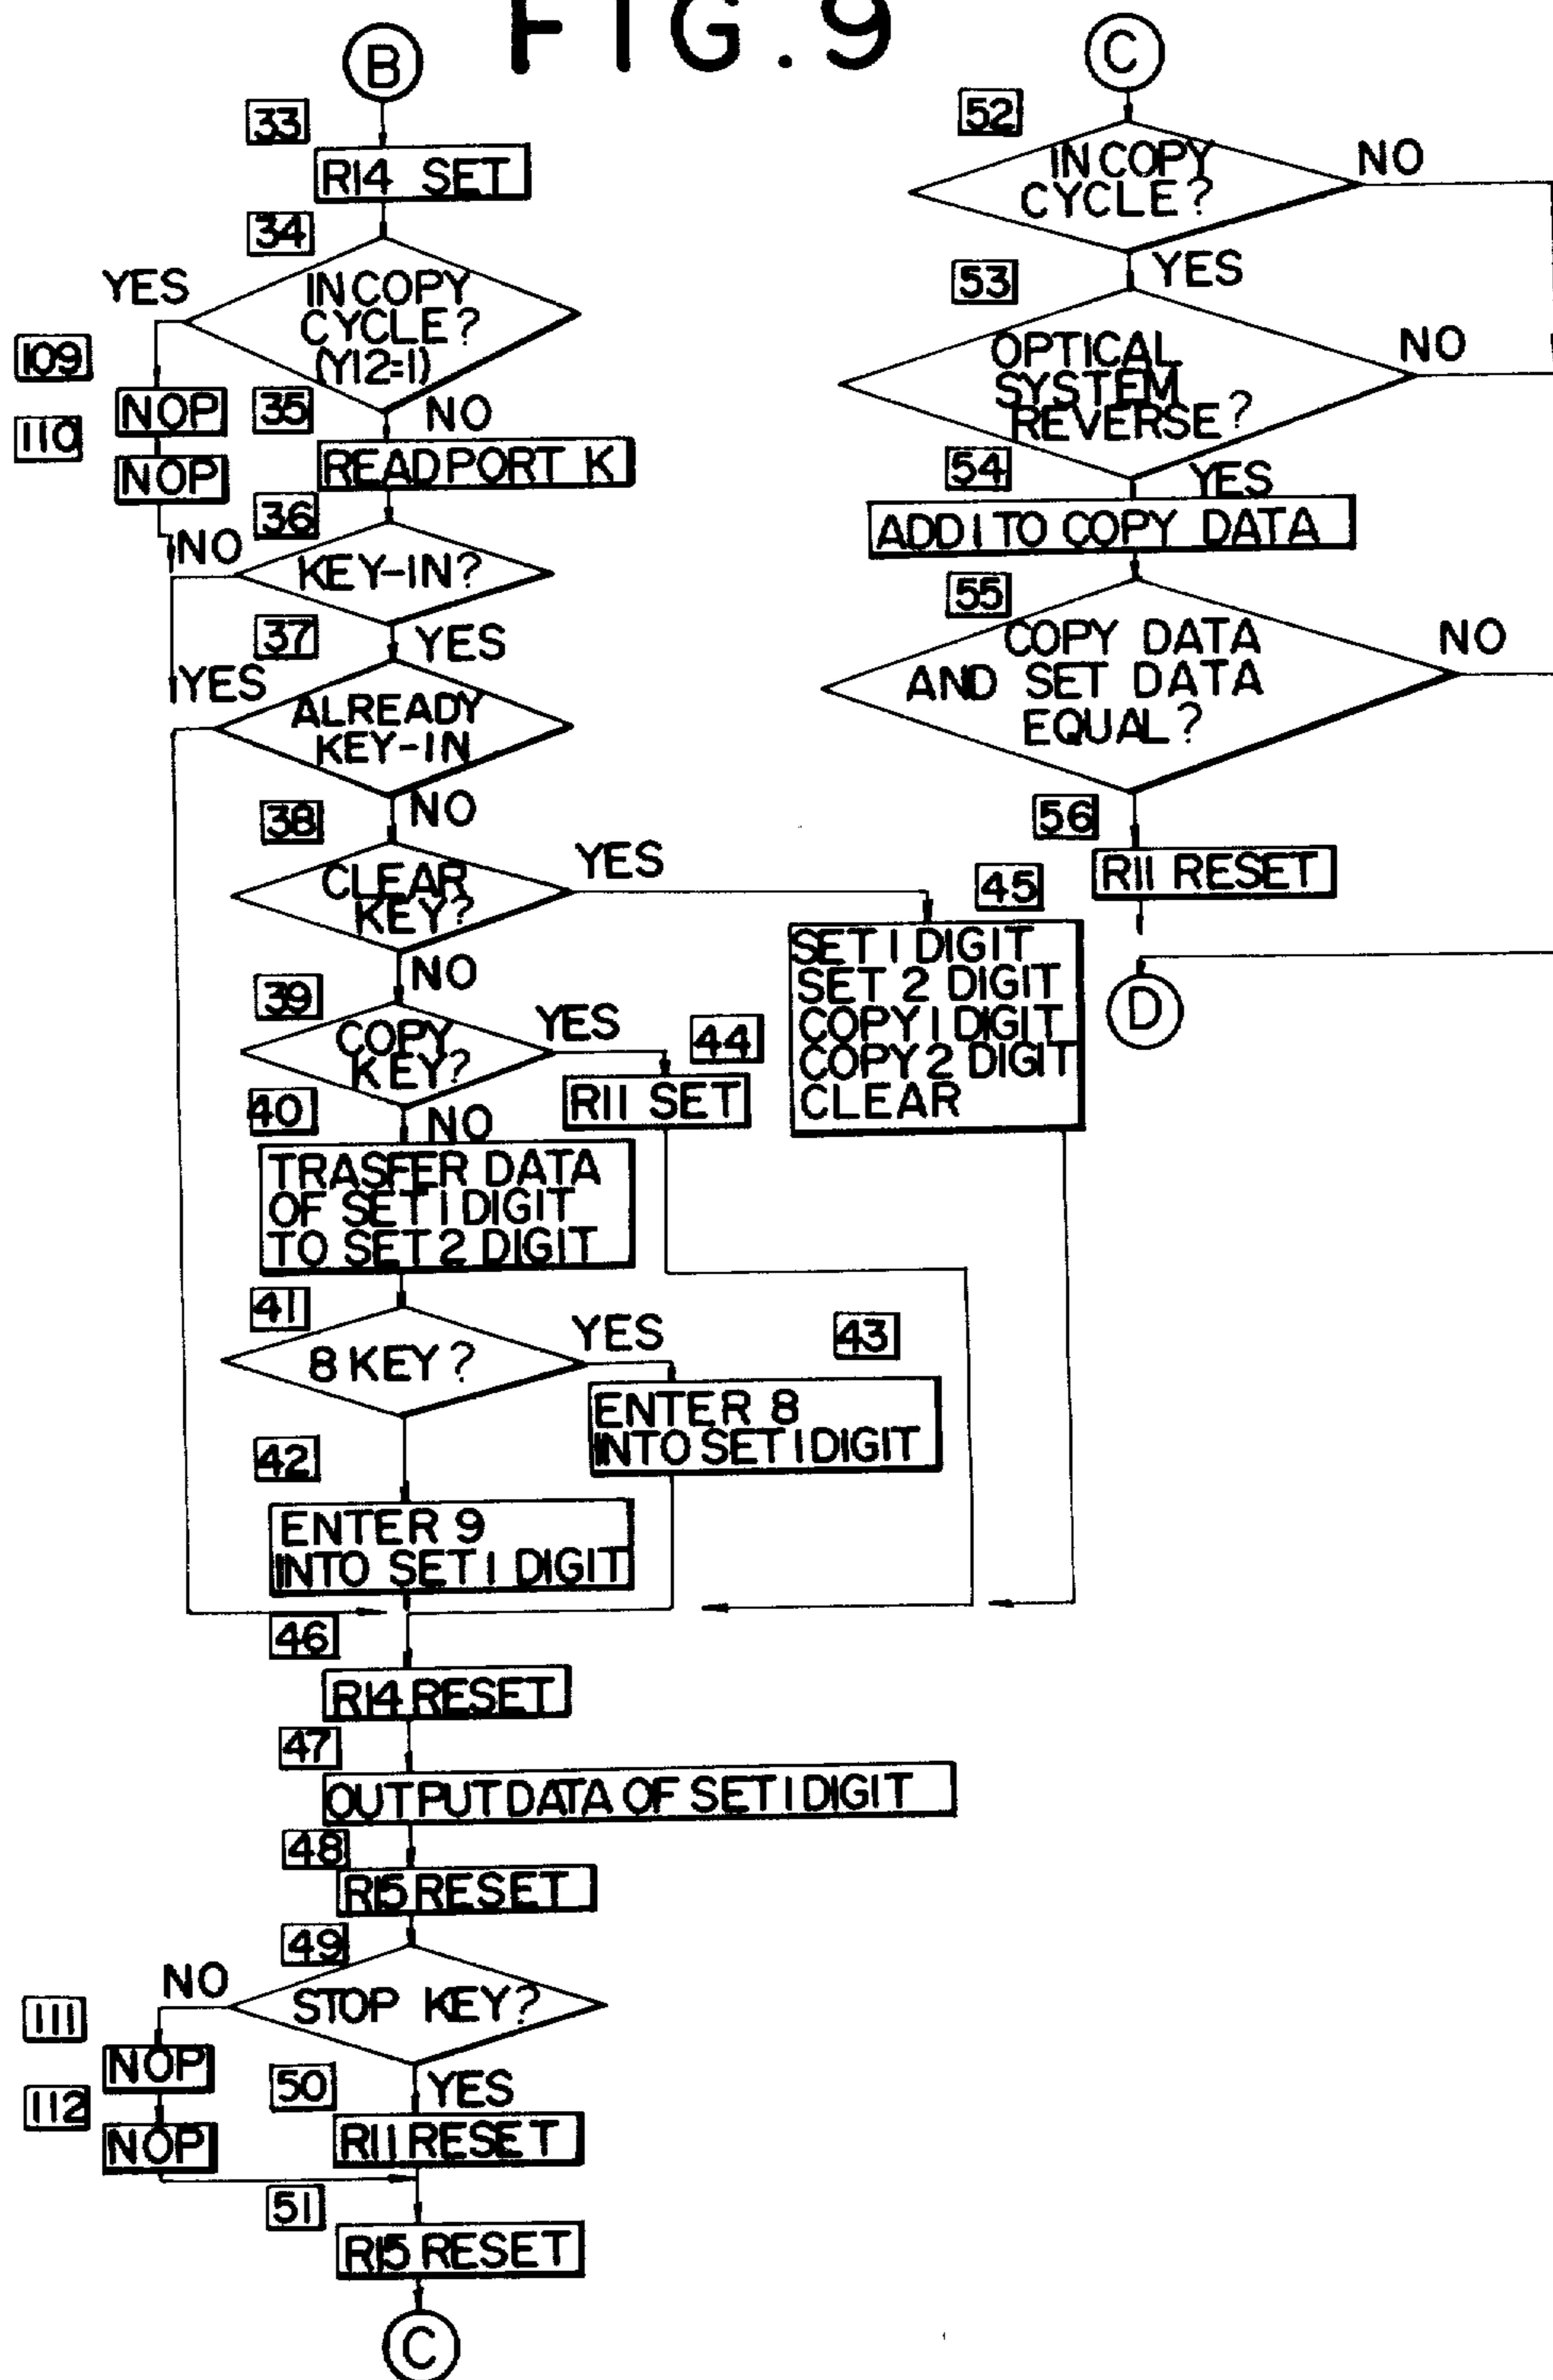 FIG.9
B
33
R14 SET
34
YES
IN COPY
CYCLE?
(Y12=1)
109
NOP
110
NOP
35
NO
READ PORT K
36
NO
KEY-IN?
37
YES
YES
ALREADY
KEY-IN
38
NO
CLEAR
KEY?
YES
45
SET 1 DIGIT
SET 2 DIGIT
COPY 1 DIGIT
COPY 2 DIGIT
CLEAR
39
NO
COPY
KEY?
YES
44
R11 SET
40
NO
TRASFER DATA
OF SET 1 DIGIT
TO SET 2 DIGIT
41
8 KEY?
YES
43
ENTER 8
INTO SET 1 DIGIT
42
ENTER 9
INTO SET 1 DIGIT
46
R14 RESET
47
OUTPUT DATA OF SET 1 DIGIT
48
R15 RESET
49
NO
STOP KEY?
111
NOP
112
NOP
50
YES
R11 RESET
51
R15 RESET
C
C
52
IN COPY
CYCLE?
NO
53
YES
OPTICAL
SYSTEM
REVERSE?
NO
54
YES
ADD 1 TO COPY DATA
55
COPY DATA
AND SET DATA
EQUAL?
NO
56
R11 RESET
D